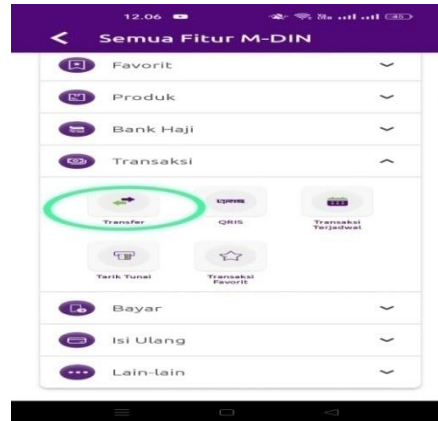 12.06
Semua Fitur M-DIN
Favorit
Produk
Bank Haji
Transaksi
Transfer
QRIS
Transaksi
Terjadwal
Tarik Tunai
Transaksi
Favorit
Bayar
Isi Ulang
Lain-lain